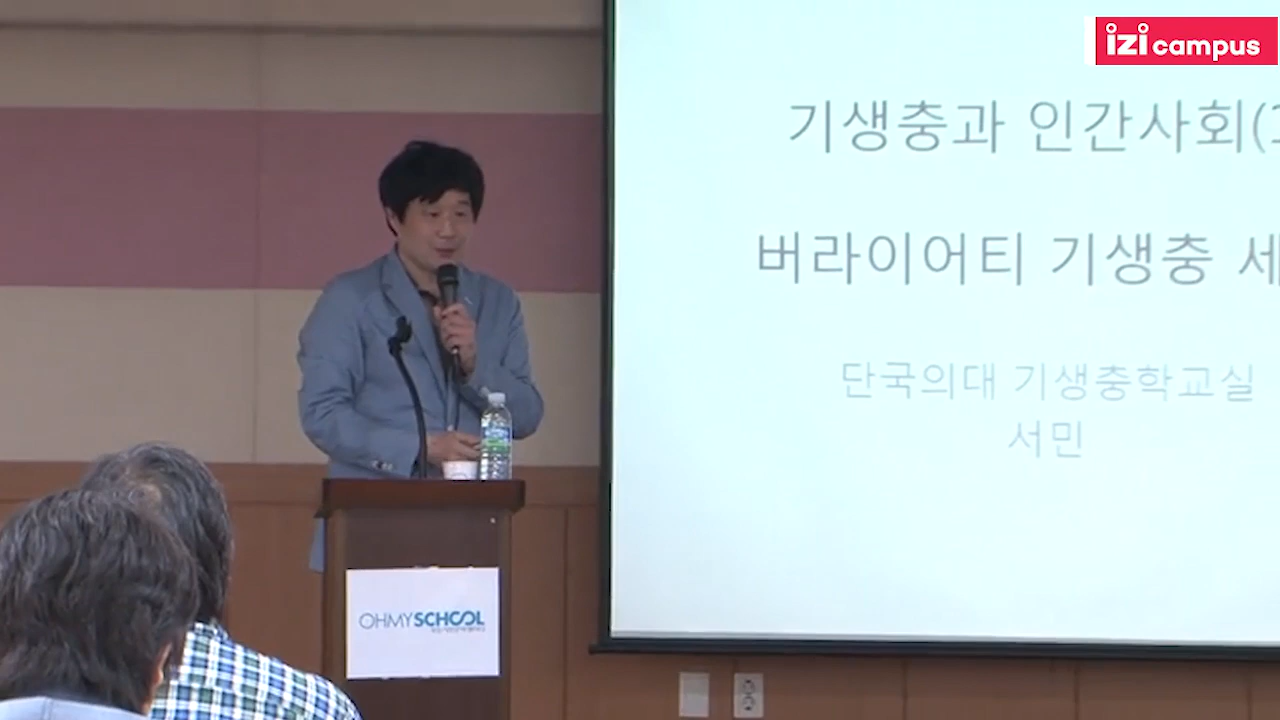 izi campus
기생충과 인간사회(
버라이어티 기생충 세
단국의대 기생충학교실
서민
OHMYSCHOOL